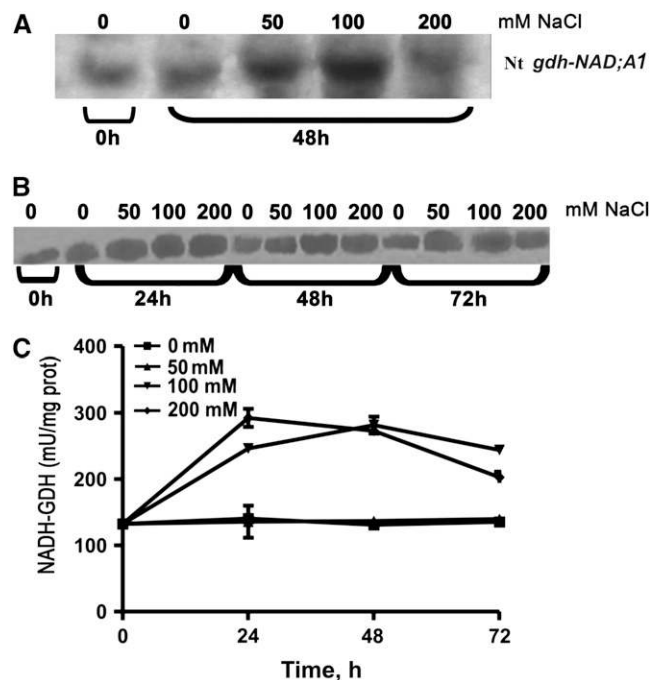 A
0 0 50 100 200 mM NaCl
Nt gdh-NAD;A1
0h 48h
B
0 0 50 100 200 0 50 100 200 0 50 100 200 mM NaCl
0h 24h 48h 72h
C
400
300
200
100
0
NADH-GDH (mU/mg prot)
0 mM
50 mM
100 mM
200 mM
0 24 48 72
Time, h